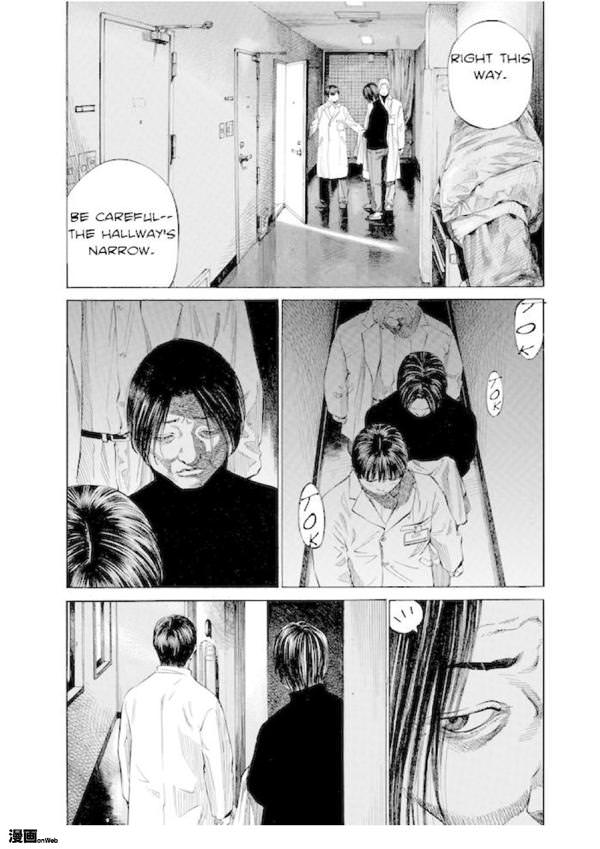 RIGHT THIS
WAY.
BE CAREFUL--
THE HALLWAY'S
NARROW.
TOK
TOK
TOK
漫画onWeb